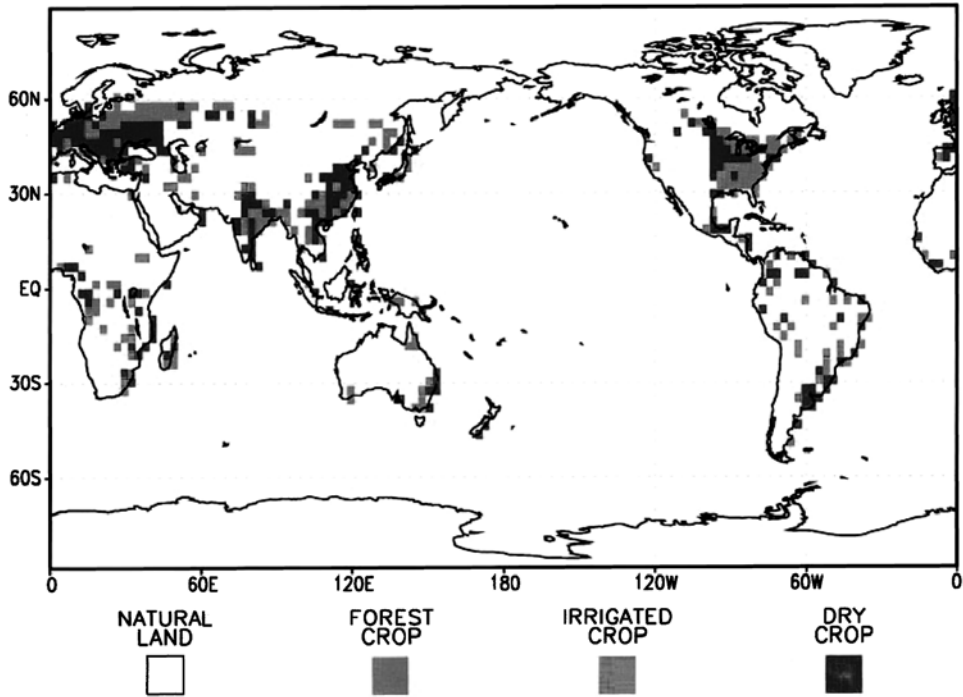 60N
30N
EQ
30S
60S
0 60E 120E 180 120W 60W 0
NATURAL LAND
FOREST CROP
IRRIGATED CROP
DRY CROP